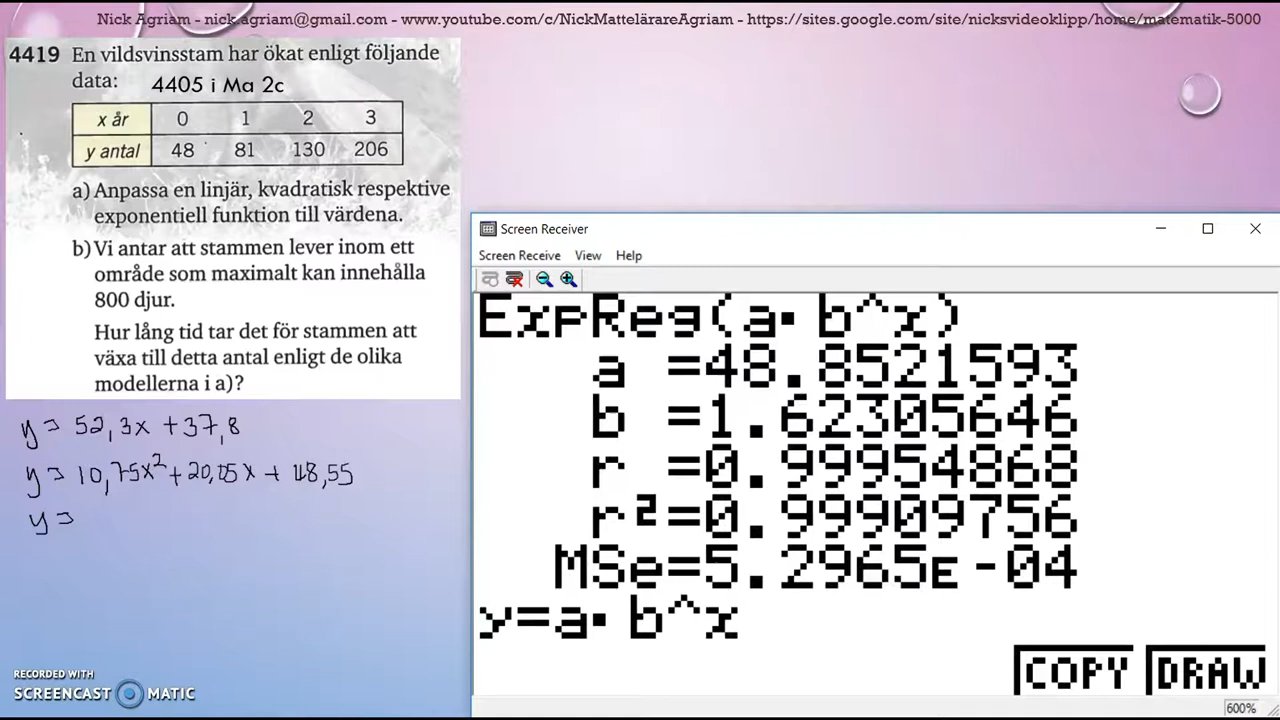 Nick Agriam - nick.agriam@gmail.com - www.youtube.com/c/NickMattelärareAgriam - https://sites.google.com/site/nicksvideoklipp/home/matematik-5000
4419 En vildsvinsstam har ökat enligt följande
data: 4405 i Ma 2c
x år 0 1 2 3
y antal 48 81 130 206
a) Anpassa en linjär, kvadratisk respektive
exponentiell funktion till värdena.
b) Vi antar att stammen lever inom ett
område som maximalt kan innehålla
800 djur.
Hur lång tid tar det för stammen att
växa till detta antal enligt de olika
modellerna i a)?
y = 52,3x + 37,8
y = 10,75x² + 20,05x + 48,55
y =
RECORDED WITH
SCREENCAST MATIC
Screen Receiver
Screen Receive View Help
ExpReg(a·b^x)
a =48.8521593
b =1.62305646
r =0.99954868
r²=0.99909756
MSe=5.2965E-04
y=a·b^x
COPY DRAW
600%